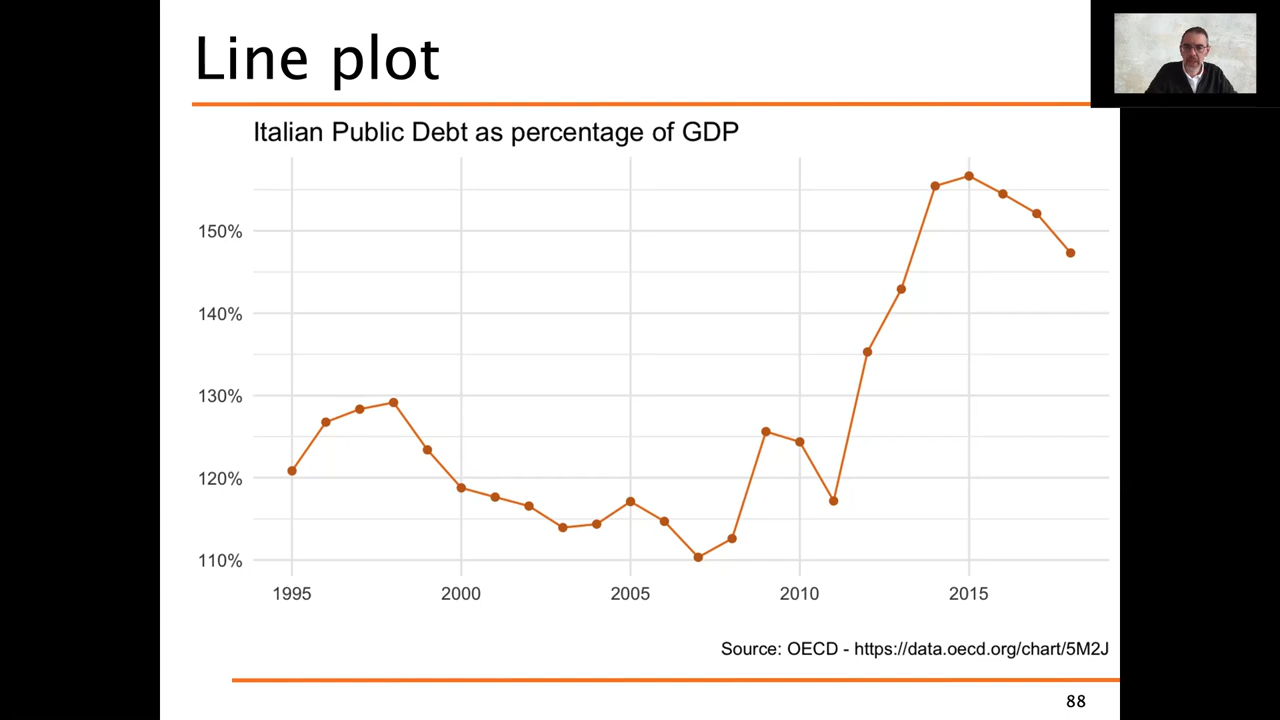 Line plot
Italian Public Debt as percentage of GDP
150%
140%
130%
120%
110%
1995 2000 2005 2010 2015
Source: OECD - https://data.oecd.org/chart/5M2J
88